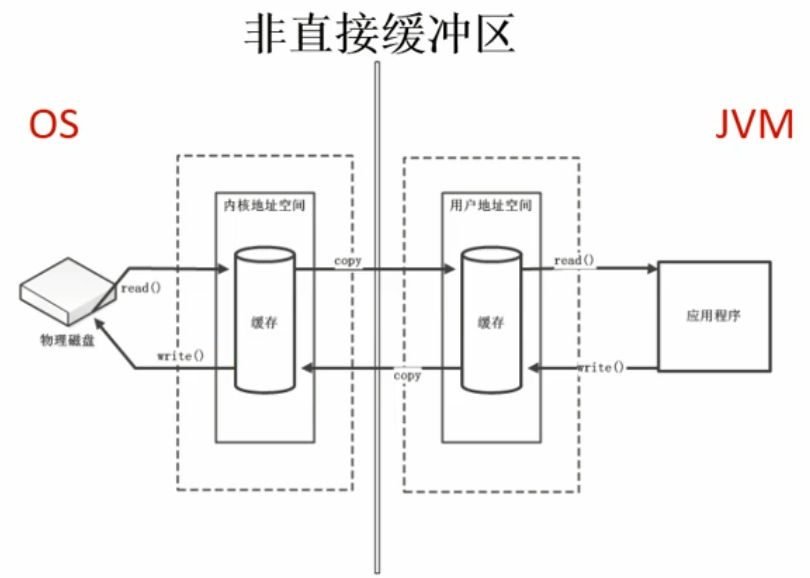 非直接缓冲区
OS
JVM
内核地址空间
用户地址空间
copy
read()
read()
缓存
缓存
应用程序
物理磁盘
write()
copy
write()